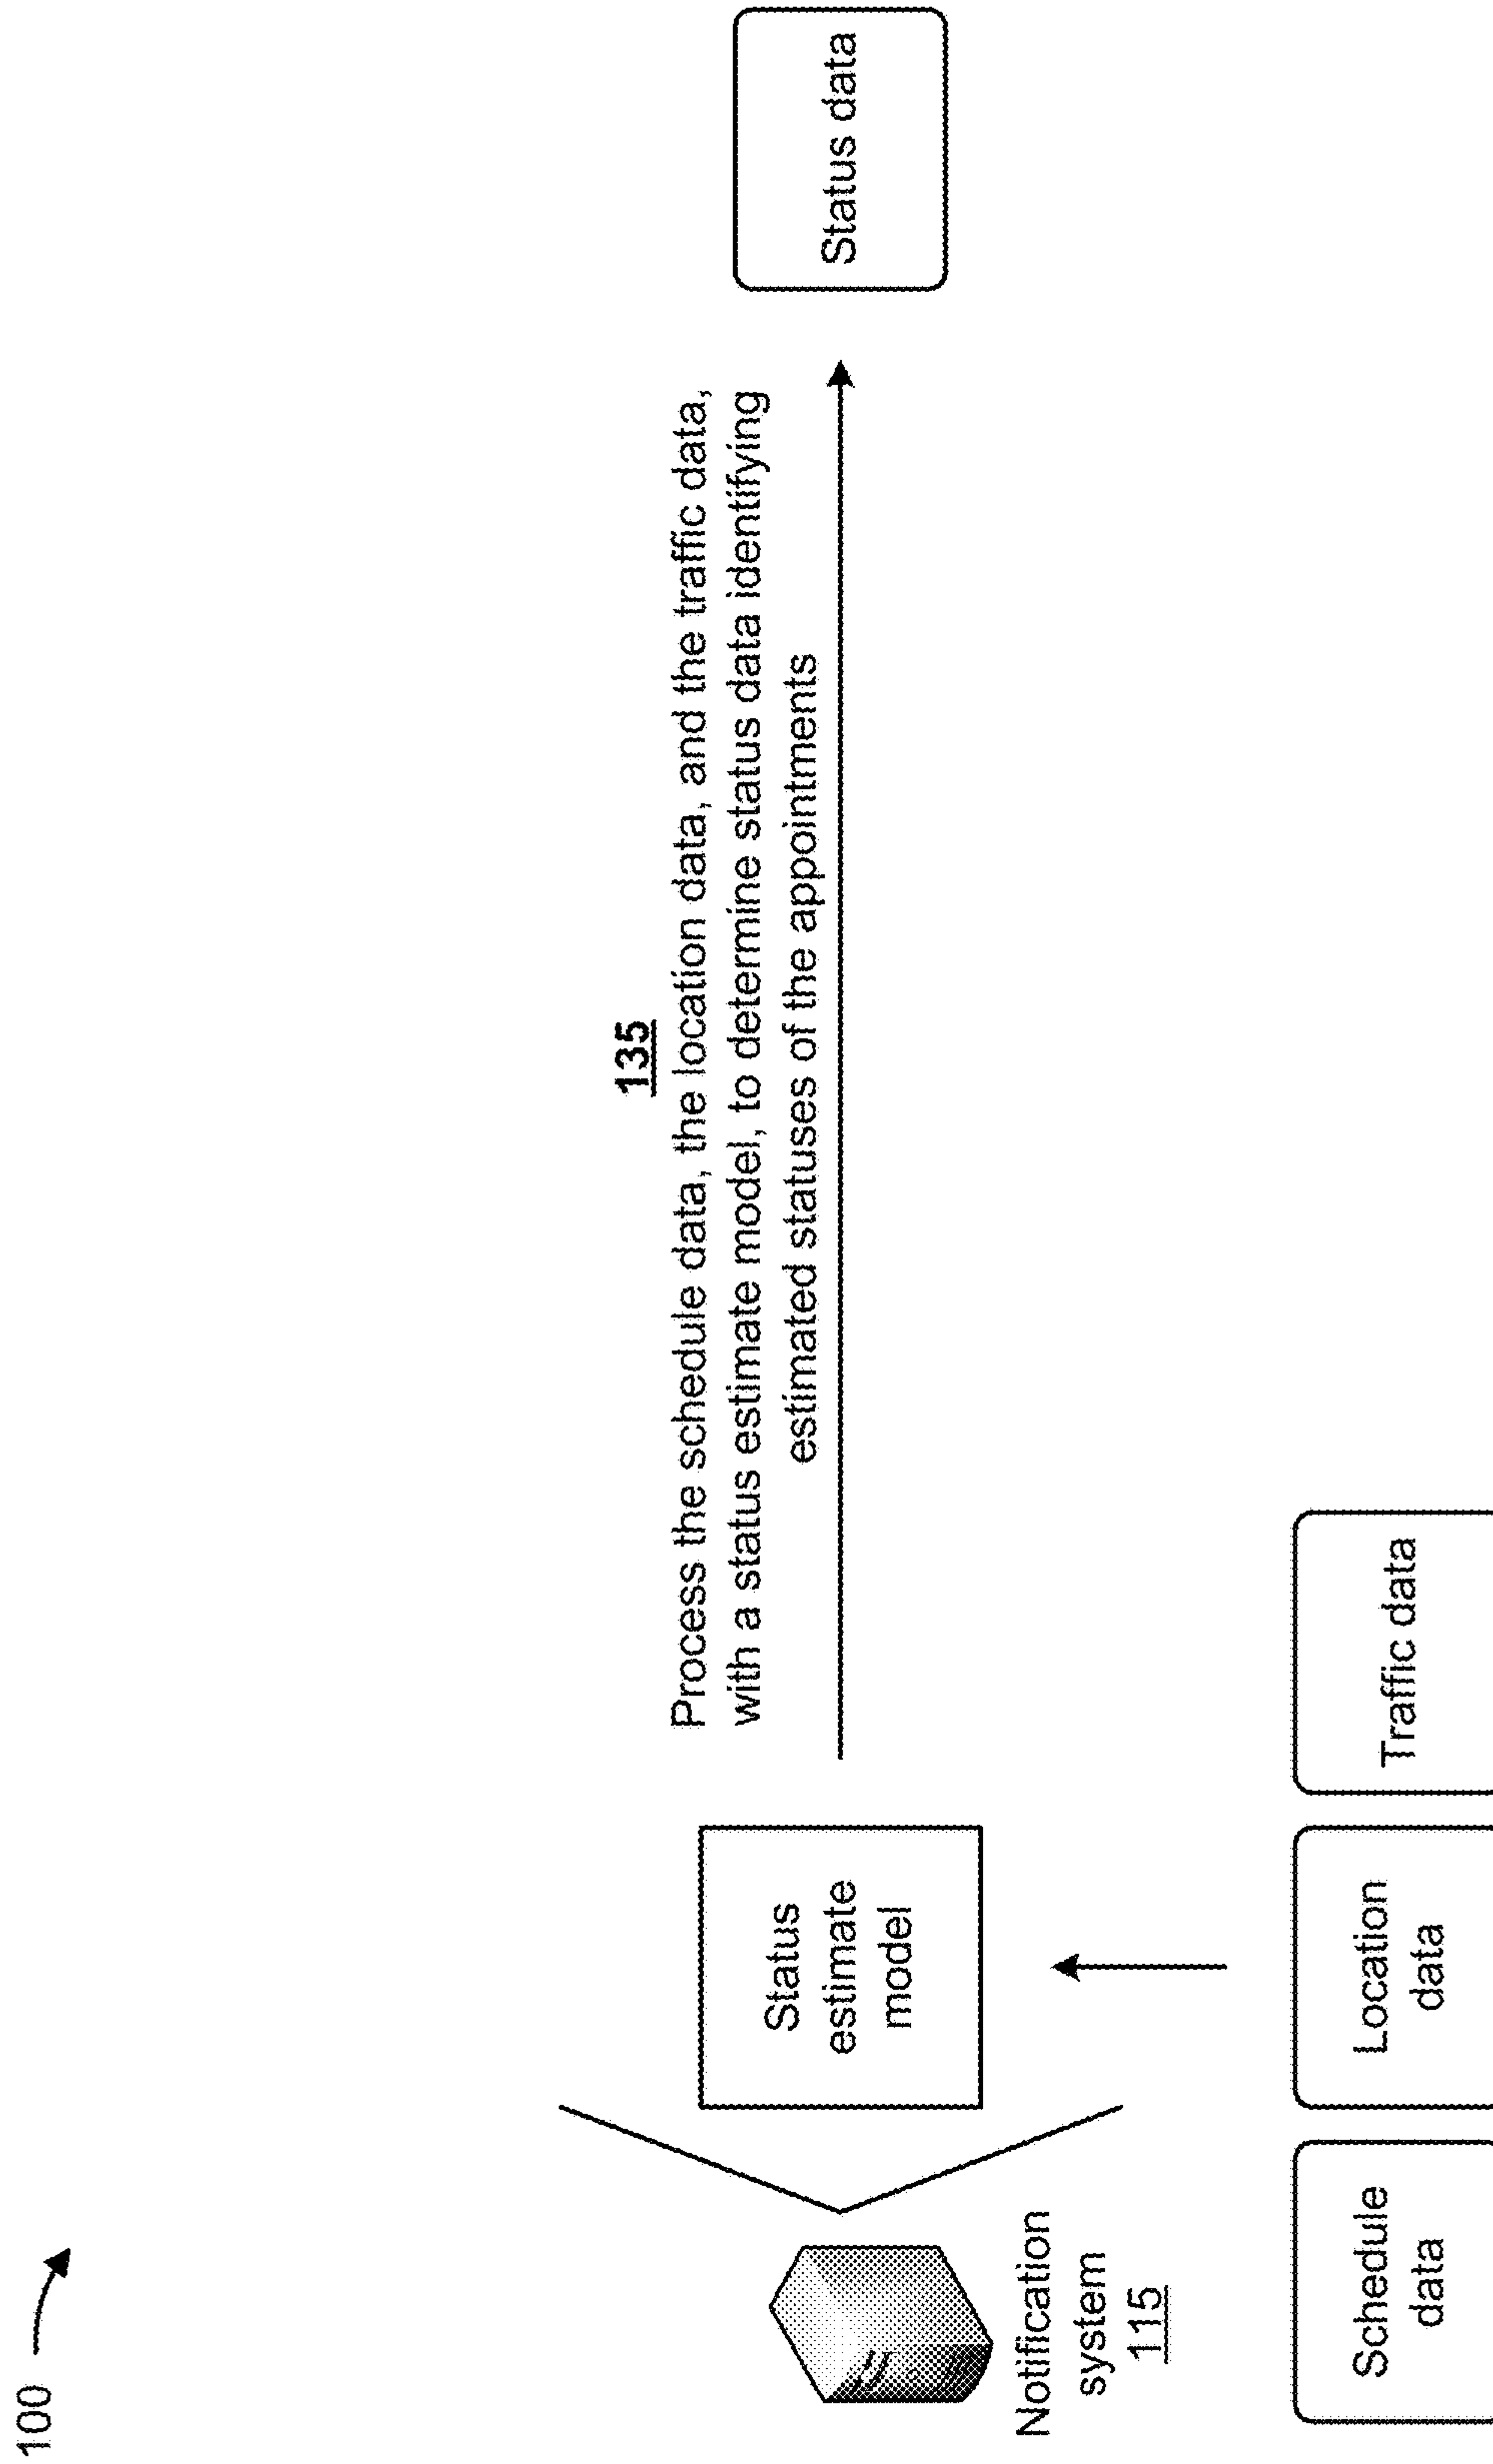 100
135
Process the schedule data, the location data, and the traffic data,
with a status estimate model, to determine status data identifying
estimated statuses of the appointments
Status
estimate
model
Status data
Notification
system
115
Schedule
data
Location
data
Traffic data